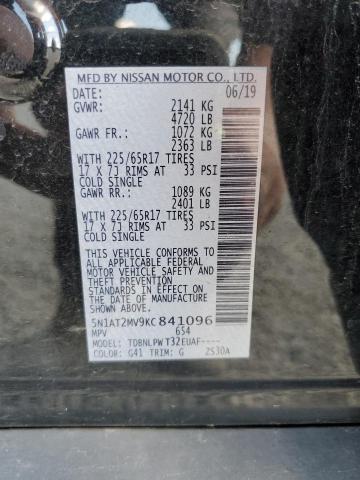 MFD BY NISSAN MOTOR CO., LTD.
DATE: 06/19
GVWR: 2141 KG
4720 LB
GAWR FR.: 1072 KG
2363 LB
WITH 225/65R17 TIRES
17 X 7J RIMS AT 33 PSI
COLD SINGLE
GAWR RR.: 1089 KG
2401 LB
WITH 225/65R17 TIRES
17 X 7J RIMS AT 33 PSI
COLD SINGLE
THIS VEHICLE CONFORMS TO
ALL APPLICABLE FEDERAL
MOTOR VEHICLE SAFETY
AND THEFT PREVENTION
STANDARDS IN EFFECT
ON THE DATE OF
MANUFACTURE SHOWN ABOVE.
5N1AT2MV9KC841096
MPV 654
MODEL: TDBNLPW T32EUAF----
COLOR: G41 TRIM: G 2S30A